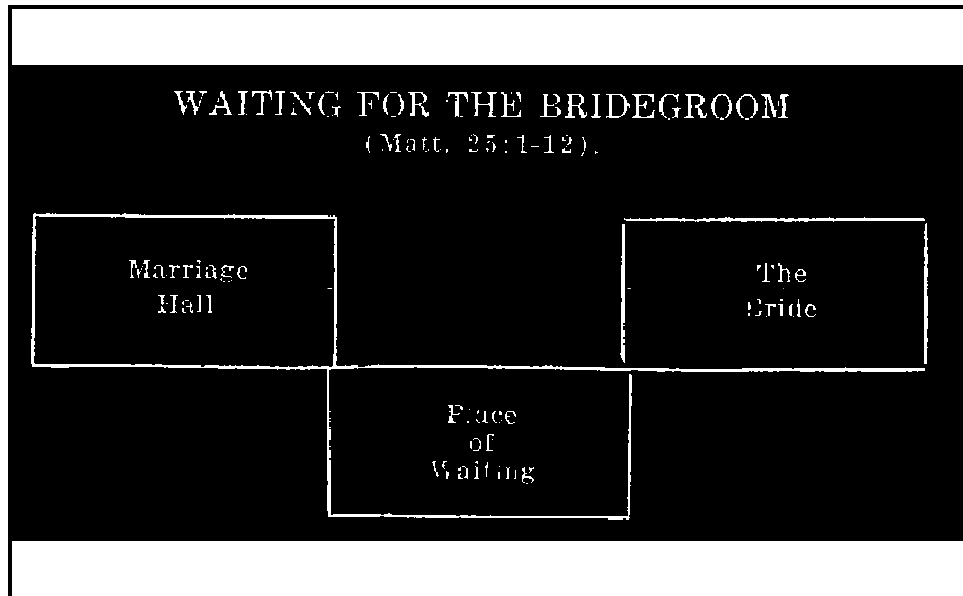 WAITING FOR THE BRIDEGROOM
(Matt. 25:1-12).
Marriage
Hall
The
Bride
Place
of
Waiting